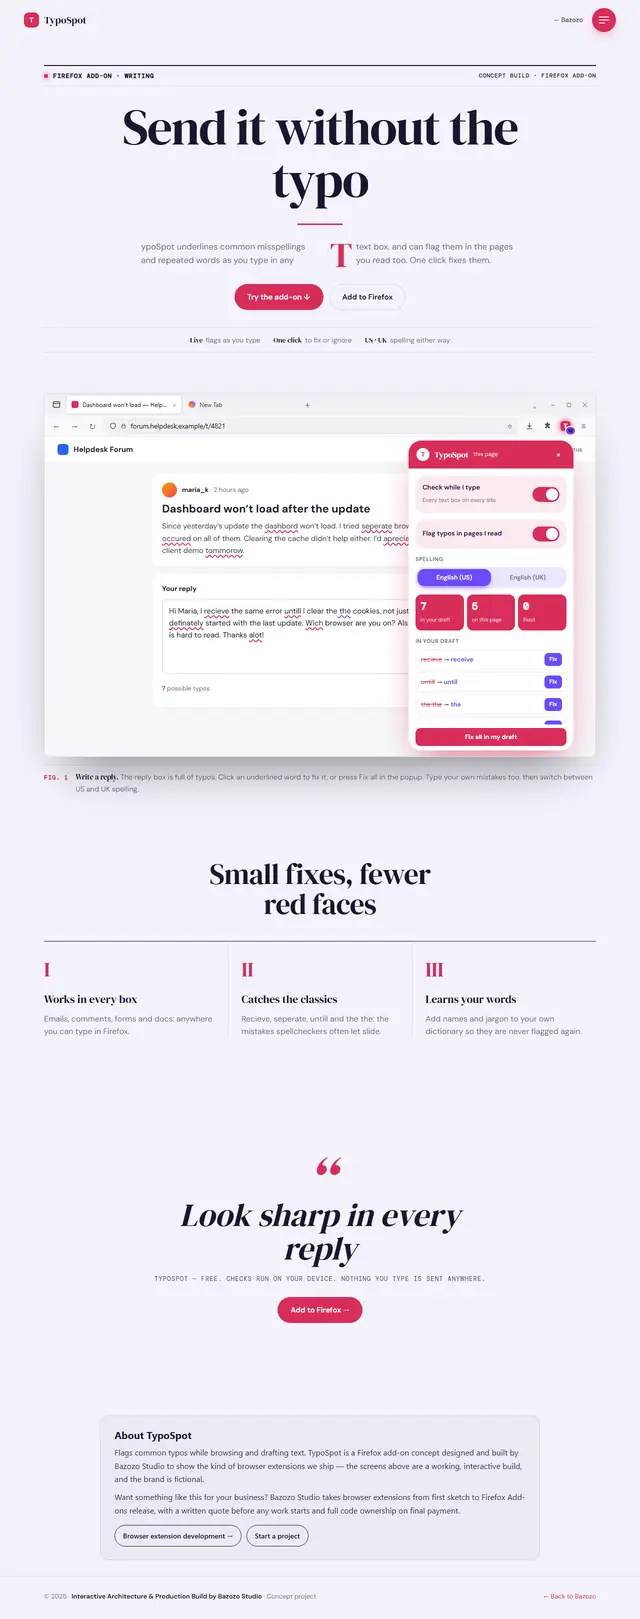 T TypoSpot
← Bazozo
FIREFOX ADD-ON · WRITING
CONCEPT BUILD · FIREFOX ADD-ON
Send it without the
typo
ypoSpot underlines common misspellings
and repeated words as you type in any
T text box, and can flag them in the pages
you read too. One click fixes them.
Try the add-on ↓
Add to Firefox
Live flags as you type
One click to fix or ignore
US · UK spelling either way
Dashboard won't load — Help... ×
New Tab
+
forum.helpdesk.example/t/4821
Helpdesk Forum
maria_k · 2 hours ago
Dashboard won't load after the update
Since yesterday's update the dashbord won't load. I tried seperate brow
occured on all of them. Clearing the cache didn't help either. I'd aprecia
client demo tommorow.
Your reply
Hi Maria, I recieve the same error untill I clear the the cookies, not just
definately started with the last update. Wich browser are you on? Als
is hard to read. Thanks alot!
7 possible typos
T TypoSpot this page ×
Check while I type
Every text box on every site
Flag typos in pages I read
SPELLING
English (US)
English (UK)
7
in your draft
5
on this page
0
fixed
IN YOUR DRAFT
recieve → receive Fix
untill → until Fix
the the → the Fix
Fix all in my draft
FIG. 1 Write a reply. The reply box is full of typos. Click an underlined word to fix it, or press Fix all in the popup. Type your own mistakes too, then switch between
US and UK spelling.
Small fixes, fewer
red faces
I
Works in every box
Emails, comments, forms and docs: anywhere
you can type in Firefox.
II
Catches the classics
Recieve, seperate, untill and the the: the
mistakes spellcheckers often let slide.
III
Learns your words
Add names and jargon to your own
dictionary so they are never flagged again.
“
Look sharp in every
reply
TYPOSPOT — FREE. CHECKS RUN ON YOUR DEVICE. NOTHING YOU TYPE IS SENT ANYWHERE.
Add to Firefox →
About TypoSpot
Flags common typos while browsing and drafting text. TypoSpot is a Firefox add-on concept designed and built by
Bazozo Studio to show the kind of browser extensions we ship — the screens above are a working, interactive build,
and the brand is fictional.
Want something like this for your business? Bazozo Studio takes browser extensions from first sketch to Firefox Add-
ons release, with a written quote before any work starts and full code ownership on final payment.
Browser extension development →
Start a project
© 2026 · Interactive Architecture & Production Build by Bazozo Studio · Concept project
← Back to Bazozo